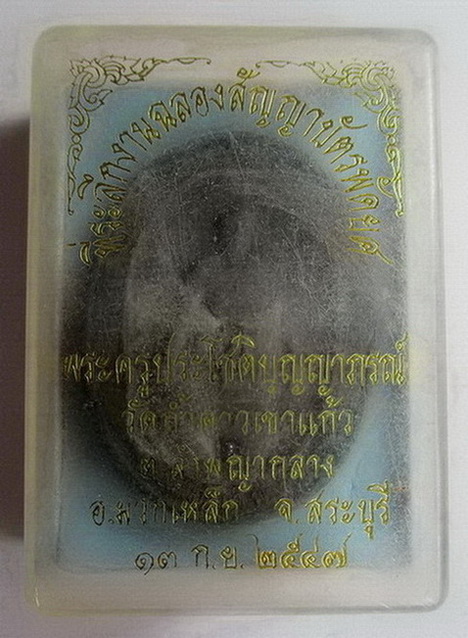 ที่ระลึกงานฉลองสัญญาบัตรพัดยศ
พระครูประโชติบุญญาภรณ์
วัดถ้ำดาวเขาแก้ว
ต.ลำพญากลาง
อ.มวกเหล็ก จ.สระบุรี
๑๓ ก.ย. ๒๕๔๗